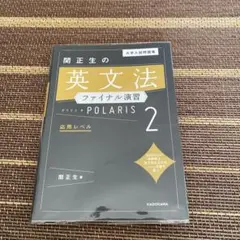 大学入試問題集
関正生の
英文法
ファイナル演習
ポラリス+POLARIS
2
応用レベル
関正生 著
KADOKAWA